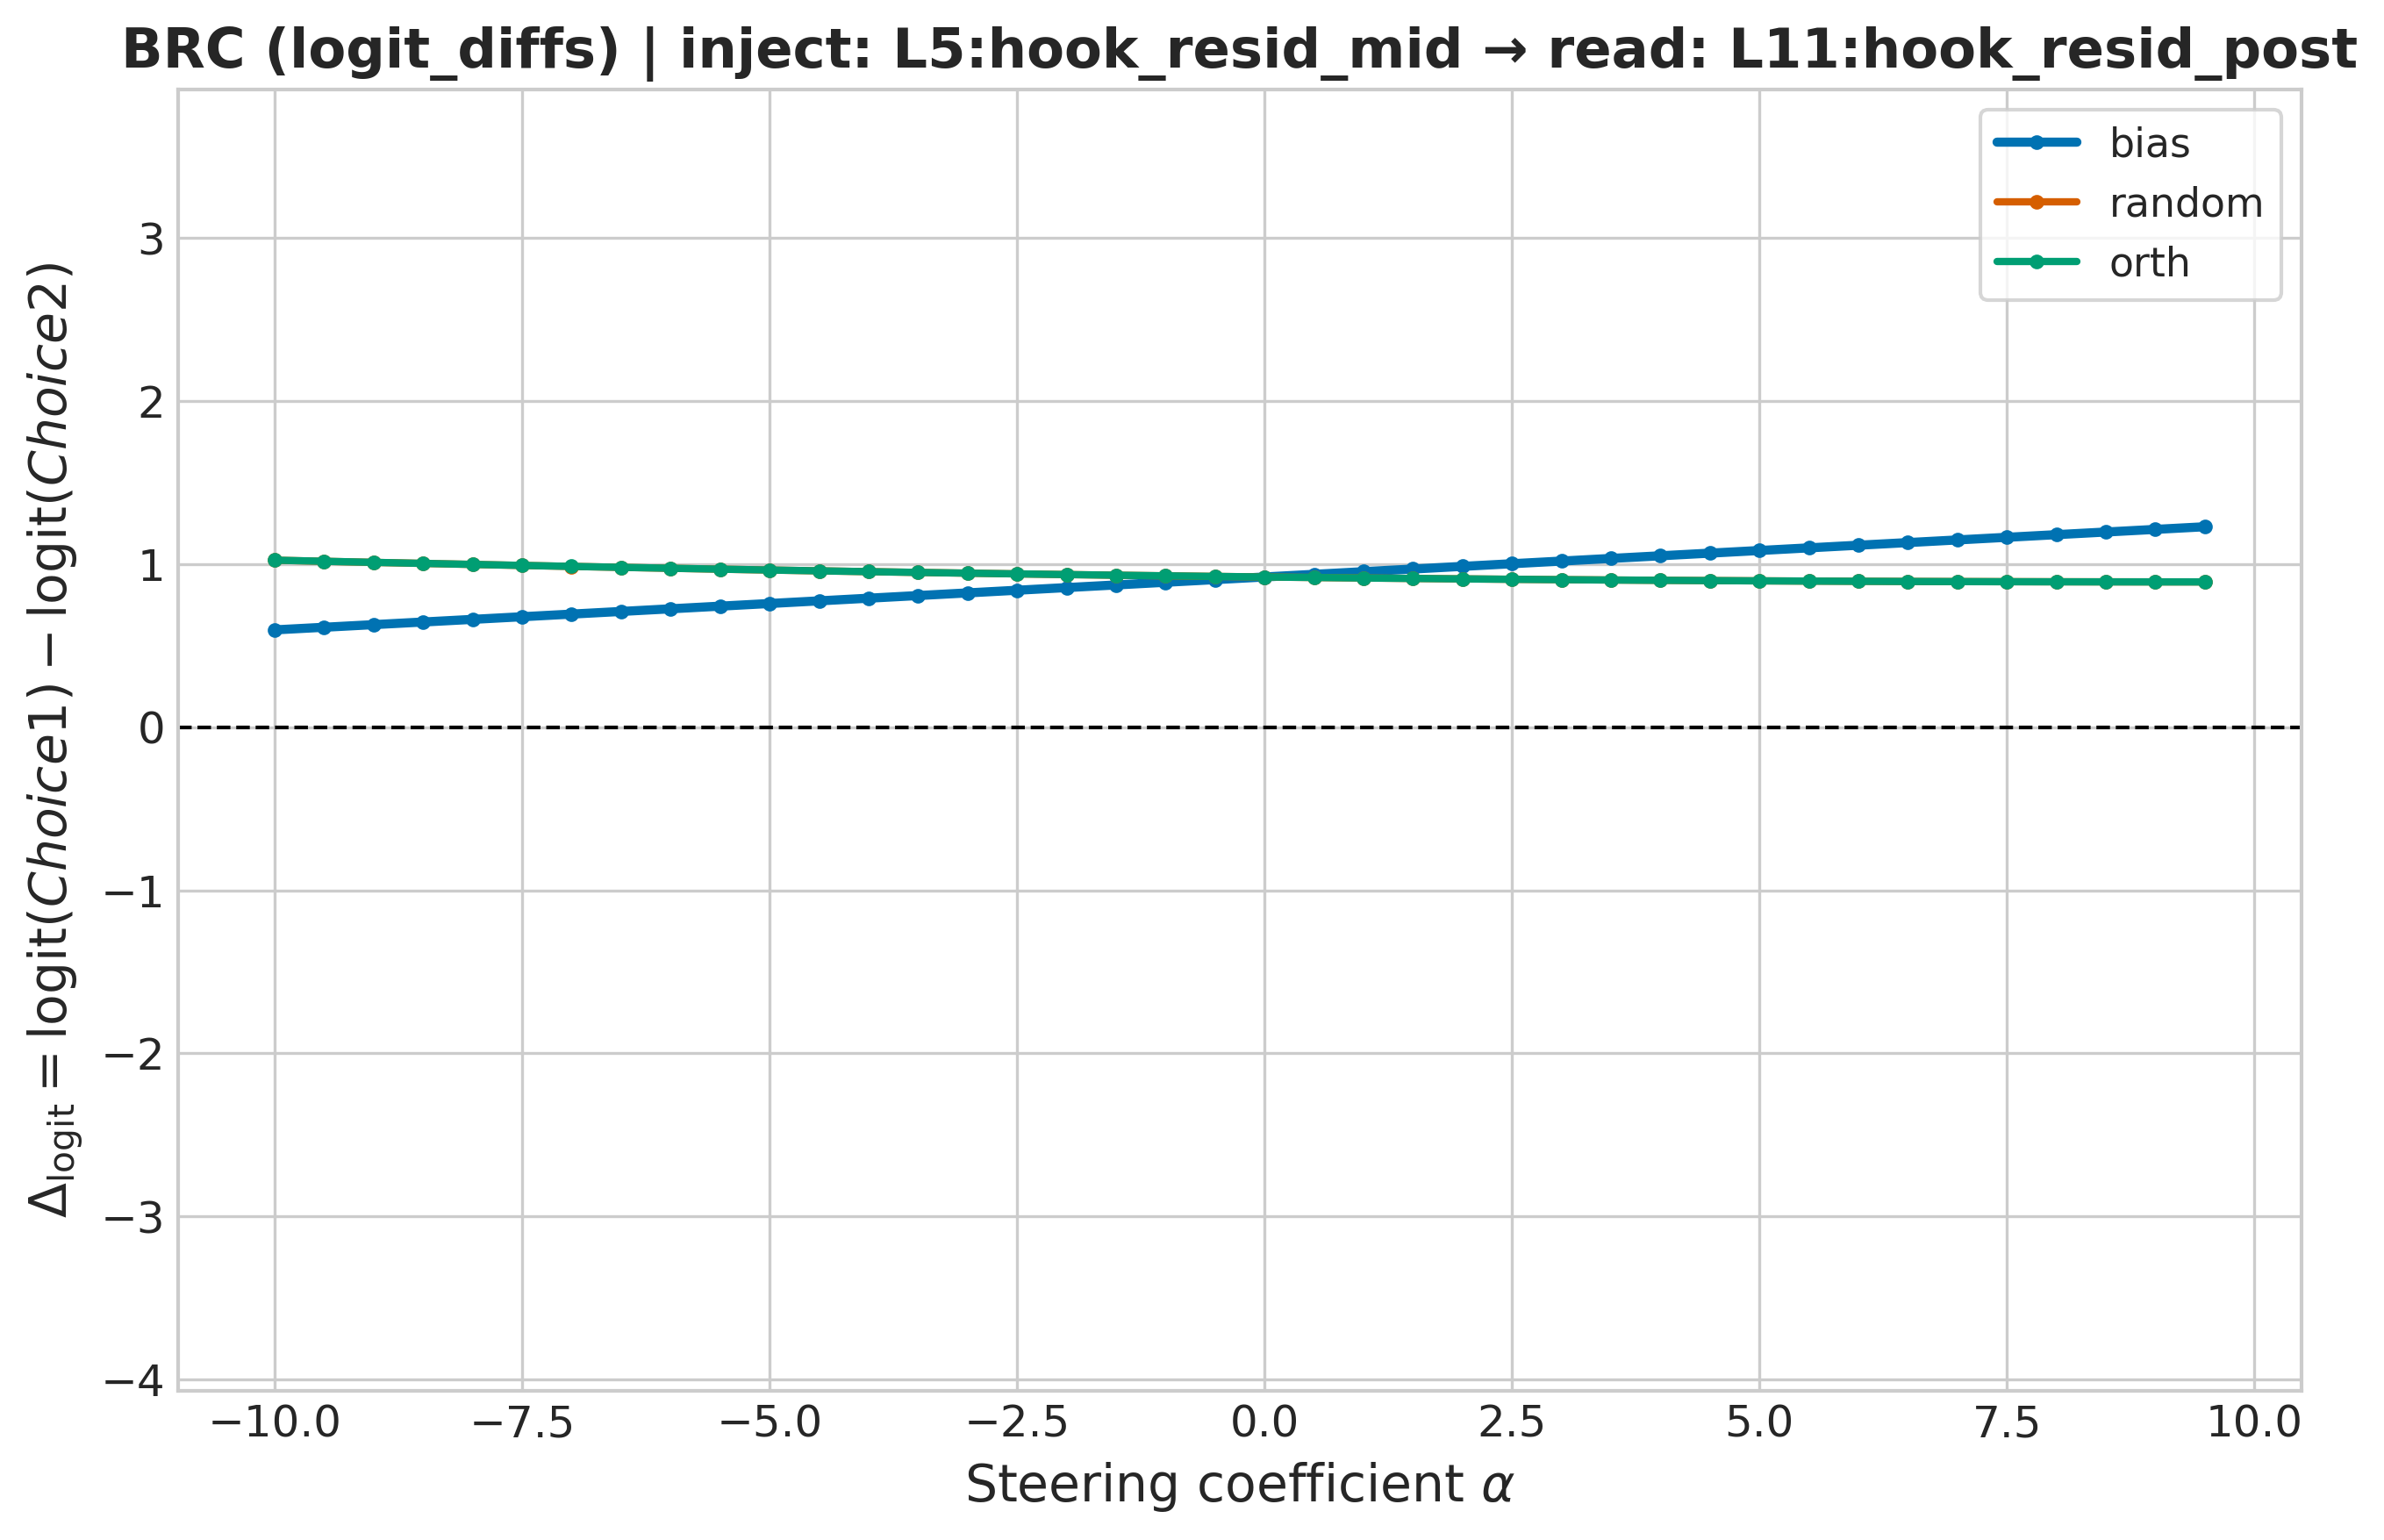 BRC (logit_diffs) | inject: L5:hook_resid_mid → read: L11:hook_resid_post
Δlogit = logit(Choice1) − logit(Choice2)
3
2
1
0
−1
−2
−3
−4
bias
random
orth
−10.0 −7.5 −5.0 −2.5 0.0 2.5 5.0 7.5 10.0
Steering coefficient α